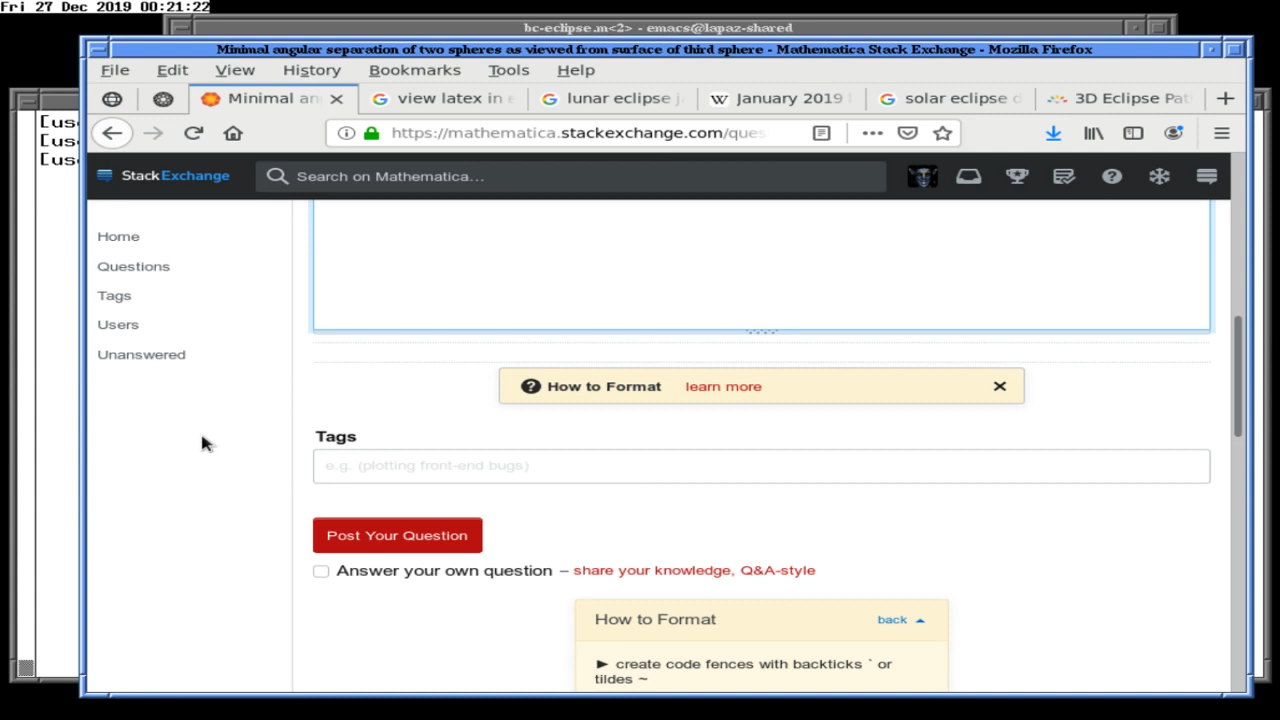 Fri 27 Dec 2019 00:21:22
bc-eclipse.m<2> - emacs@lapaz-shared
Minimal angular separation of two spheres as viewed from surface of third sphere - Mathematica Stack Exchange - Mozilla Firefox
File Edit View History Bookmarks Tools Help
Minimal an view latex in lunar eclipse January 2019 solar eclipse 3D Eclipse Pat
https://mathematica.stackexchange.com/ques
[us
[us
[us
StackExchange Search on Mathematica...
Home
Questions
Tags
Users
Unanswered
How to Format learn more
Tags
e.g. (plotting front-end bugs)
Post Your Question
Answer your own question – share your knowledge, Q&A-style
How to Format back
► create code fences with backticks ` or
tildes ~